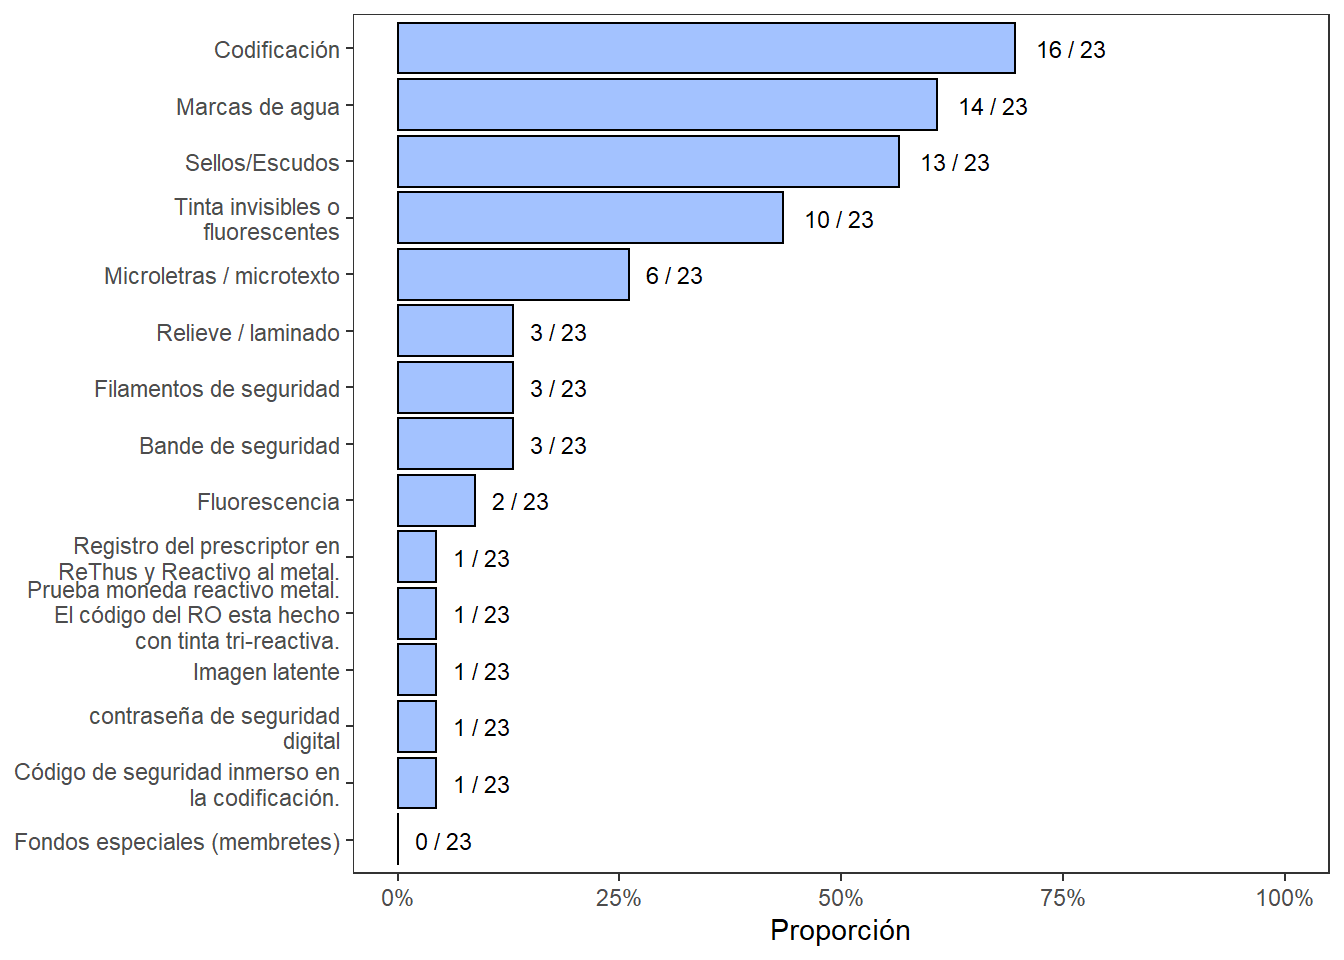 Codificación
16 / 23
Marcas de agua
14 / 23
Sellos/Escudos
13 / 23
Tinta invisibles o
fluorescentes
10 / 23
Microletras / microtexto
6 / 23
Relieve / laminado
3 / 23
Filamentos de seguridad
3 / 23
Bande de seguridad
3 / 23
Fluorescencia
2 / 23
Registro del prescriptor en
ReThus y Reactivo al metal.
1 / 23
Prueba moneda reactivo metal.
El código del RO esta hecho
con tinta tri-reactiva.
1 / 23
Imagen latente
1 / 23
contraseña de seguridad
digital
1 / 23
Código de seguridad inmerso en
la codificación.
1 / 23
Fondos especiales (membretes)
0 / 23
0%
25%
50%
75%
100%
Proporción